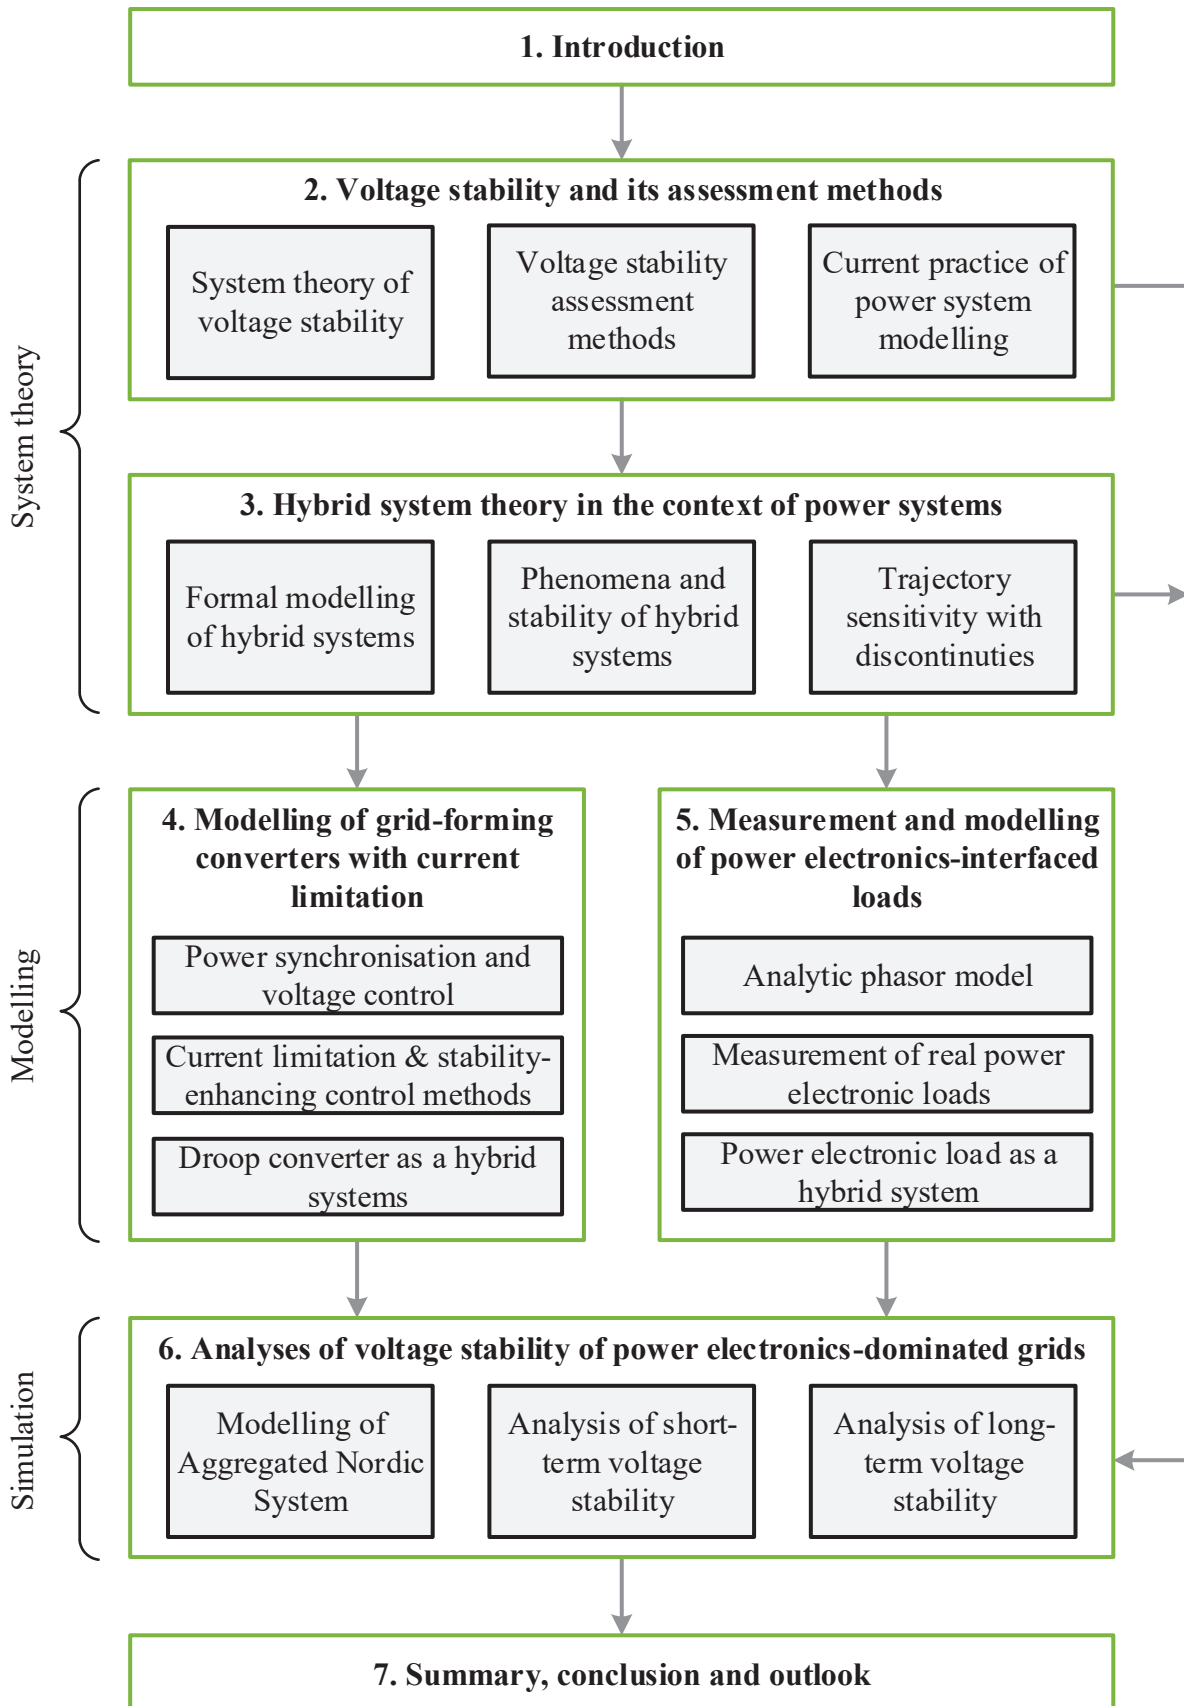 1. Introduction
System theory
2. Voltage stability and its assessment methods
System theory of
voltage stability
Voltage stability
assessment
methods
Current practice of
power system
modelling
3. Hybrid system theory in the context of power systems
Formal modelling
of hybrid systems
Phenomena and
stability of hybrid
systems
Trajectory
sensitivity with
discontinuties
Modelling
4. Modelling of grid-forming
converters with current
limitation
Power synchronisation and
voltage control
Current limitation & stability-
enhancing control methods
Droop converter as a hybrid
systems
5. Measurement and modelling
of power electronics-interfaced
loads
Analytic phasor model
Measurement of real power
electronic loads
Power electronic load as a
hybrid system
Simulation
6. Analyses of voltage stability of power electronics-dominated grids
Modelling of
Aggregated Nordic
System
Analysis of short-
term voltage
stability
Analysis of long-
term voltage
stability
7. Summary, conclusion and outlook